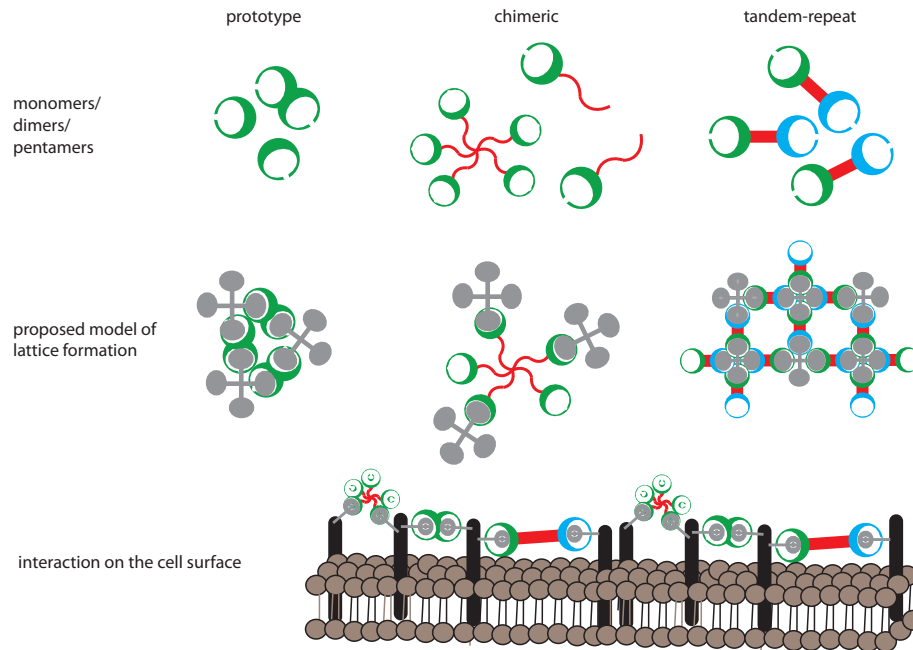 prototype
chimeric
tandem-repeat
monomers/
dimers/
pentamers
proposed model of
lattice formation
interaction on the cell surface